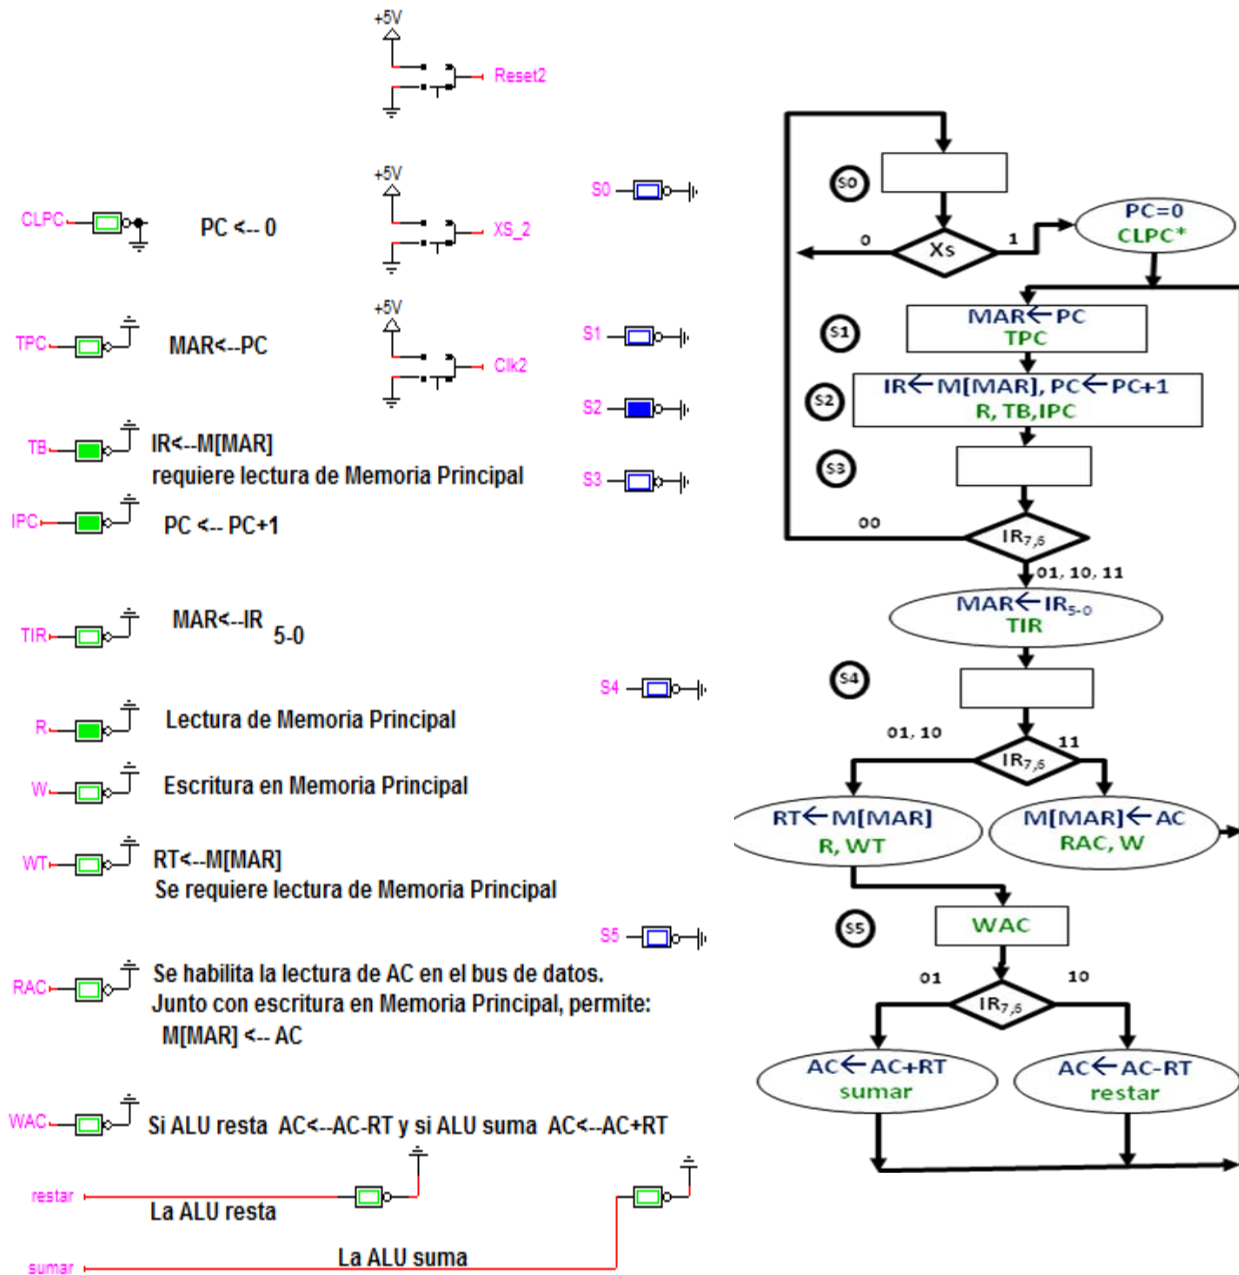 +5V
Reset2
+5V
XS_2
+5V
Clk2
CLPC
PC <-- 0
TPC
MAR<--PC
TB
IR<--M[MAR]
requiere lectura de Memoria Principal
IPC
PC <-- PC+1
TIR
MAR<--IR
5-0
R
Lectura de Memoria Principal
W
Escritura en Memoria Principal
WT
RT<--M[MAR]
Se requiere lectura de Memoria Principal
RAC
Se habilita la lectura de AC en el bus de datos.
Junto con escritura en Memoria Principal, permite:
M[MAR] <-- AC
WAC
Si ALU resta AC<--AC-RT y si ALU suma AC<--AC+RT
restar
La ALU resta
sumar
La ALU suma
S0
S1
S2
S3
S4
S5
S0
Xs
0
1
PC=0
CLPC*
S1
MAR←PC
TPC
S2
IR←M[MAR], PC←PC+1
R, TB,IPC
S3
00
IR7,6
01, 10, 11
MAR←IR5-0
TIR
S4
01, 10
IR7,6
11
RT←M[MAR]
R, WT
M[MAR]←AC
RAC, W
S5
WAC
01
IR7,6
10
AC←AC+RT
sumar
AC←AC-RT
restar